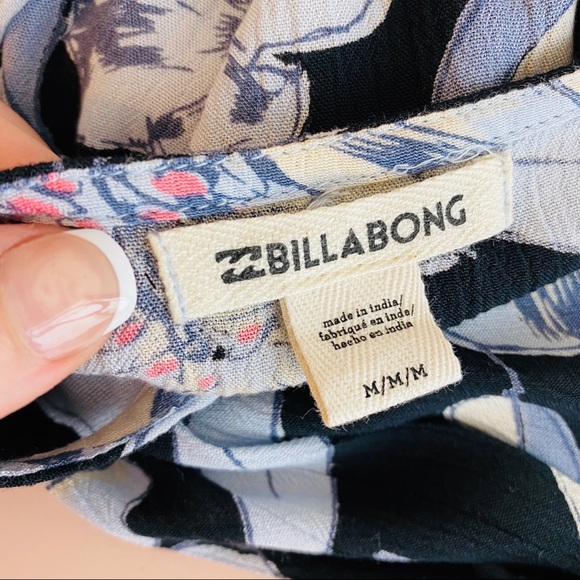 BILLABONG
made in india/
fabriqué en inde/
hecho en india
M/M/M